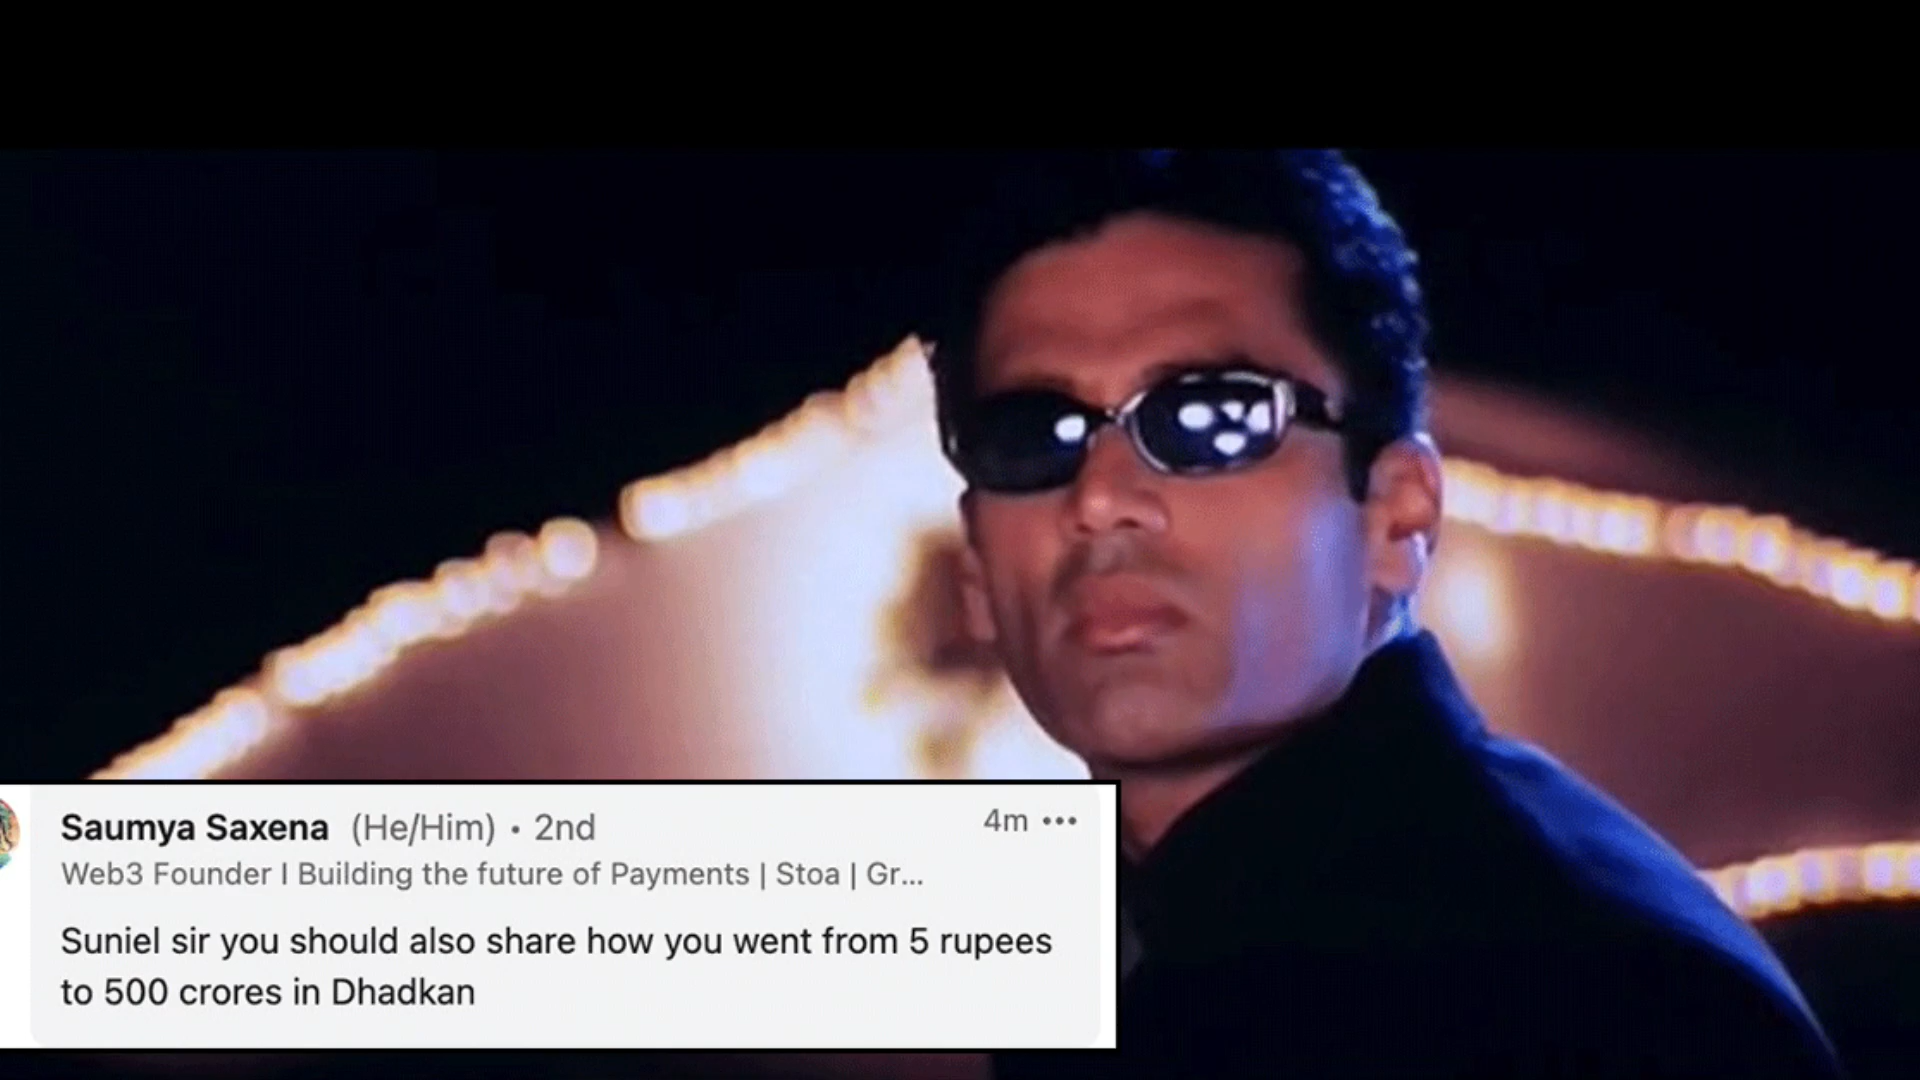 Saumya Saxena (He/Him) • 2nd
4m •••
Web3 Founder I Building the future of Payments | Stoa | Gr...
Suniel sir you should also share how you went from 5 rupees
to 500 crores in Dhadkan